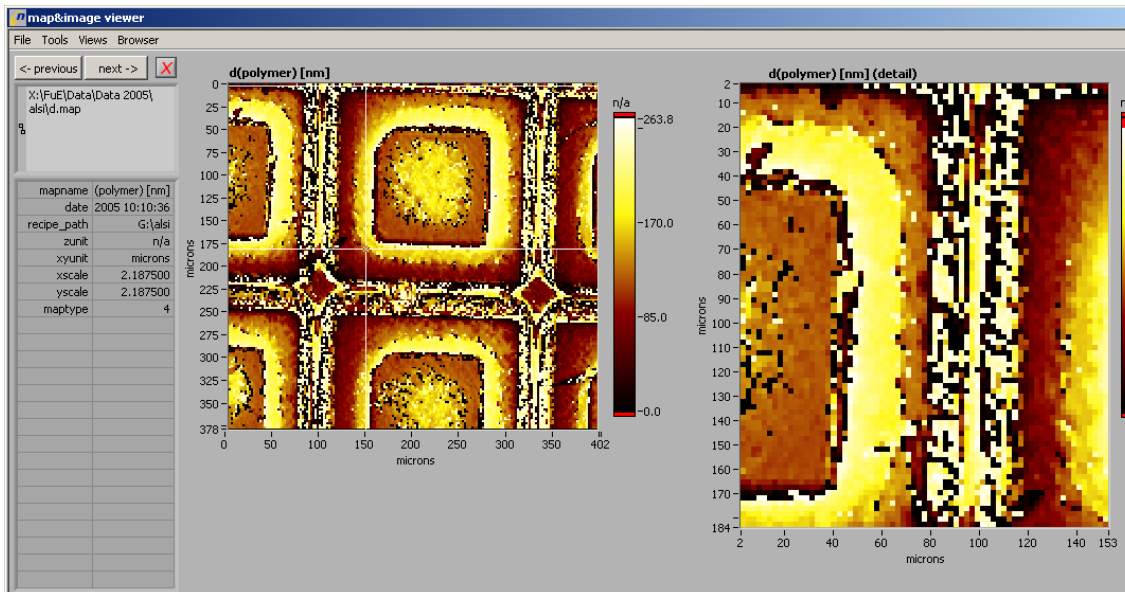 n map&image viewer
File Tools Views Browser
<- previous next -> X
X:\FuE\Data\Data 2005\
alsi\d.map
mapname (polymer) [nm]
date 2005 10:10:36
recipe_path G:\alsi
zunit n/a
xyunit microns
xscale 2.187500
yscale 2.187500
maptype 4
d(polymer) [nm]
0
25
50
75
100
125
150
175
200
225
250
275
300
325
350
378
microns
0 50 100 150 200 250 300 350 402
microns
n/a
263.8
170.0
85.0
0.0
d(polymer) [nm] (detail)
2
10
20
30
40
50
60
70
80
90
100
110
120
130
140
150
160
170
184
microns
2 20 40 60 80 100 120 140 153
microns